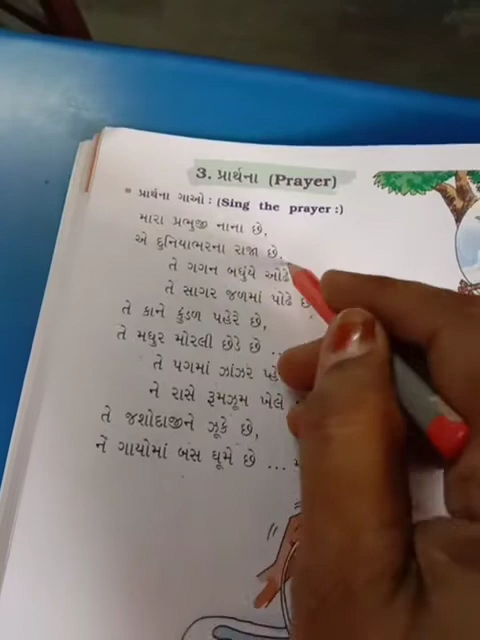 3. પ્રાર્થના (Prayer)
* પ્રાર્થના ગાઓ : (Sing the prayer :)
મારા પ્રભુજી નાના છે,
એ દુનિયાભરના રાજા છે.
તે ગગન બધુંયે ઓઢે
તે સાગર જળમાં પોઢે છે.
તે કાને કુંડળ પહેરે છે,
તે મધુર મોરલી છેડે છે ...
તે પગમાં ઝાંઝર
ને રાસે રૂમઝૂમ ખેલે
તે જશોદાજીને ઝૂકે છે,
ને ગાયોમાં બસ ઘૂમે છે ...